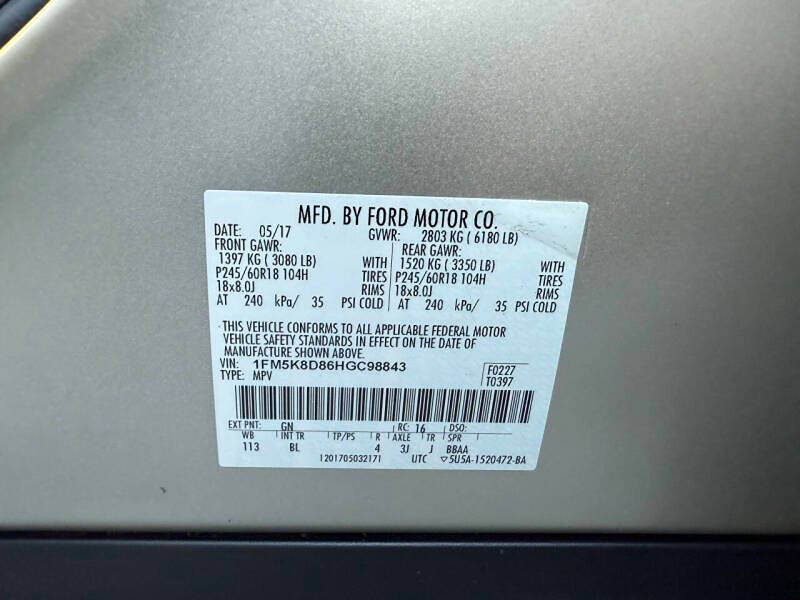 MFD. BY FORD MOTOR CO.
DATE: 05/17 GVWR: 2803 KG ( 6180 LB)
FRONT GAWR: REAR GAWR:
1397 KG ( 3080 LB) WITH 1520 KG ( 3350 LB) WITH
P245/60R18 104H TIRES P245/60R18 104H TIRES
18x8.0J RIMS 18x8.0J RIMS
AT 240 kPa/ 35 PSI COLD AT 240 kPa/ 35 PSI COLD
THIS VEHICLE CONFORMS TO ALL APPLICABLE FEDERAL MOTOR
VEHICLE SAFETY STANDARDS IN EFFECT ON THE DATE OF
MANUFACTURE SHOWN ABOVE.
VIN: 1FM5K8D86HGC98843 F0227
TYPE: MPV T0397
EXT PNT: GN RC: 16 DSO:
WB INT TR TP/PS R AXLE TR SPR
113 BL 4 3J J BBAA
1201705032171 UTC ▽5U5A-1520472-BA